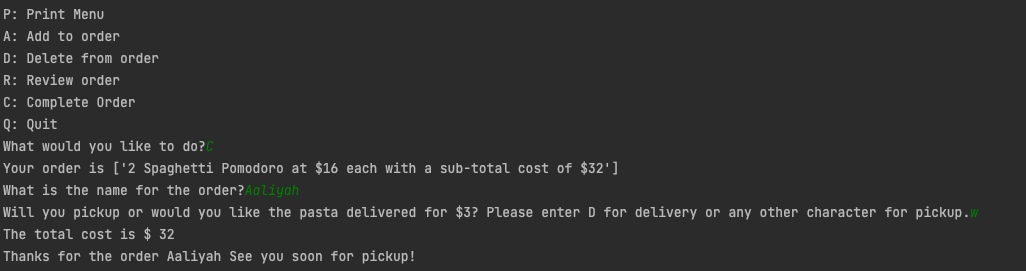 P: Print Menu
A: Add to order
D: Delete from order
R: Review order
C: Complete Order
Q: Quit
What would you like to do?C
Your order is ['2 Spaghetti Pomodoro at $16 each with a sub-total cost of $32']
What is the name for the order?Aaliyah
Will you pickup or would you like the pasta delivered for $3? Please enter D for delivery or any other character for pickup.w
The total cost is $ 32
Thanks for the order Aaliyah See you soon for pickup!